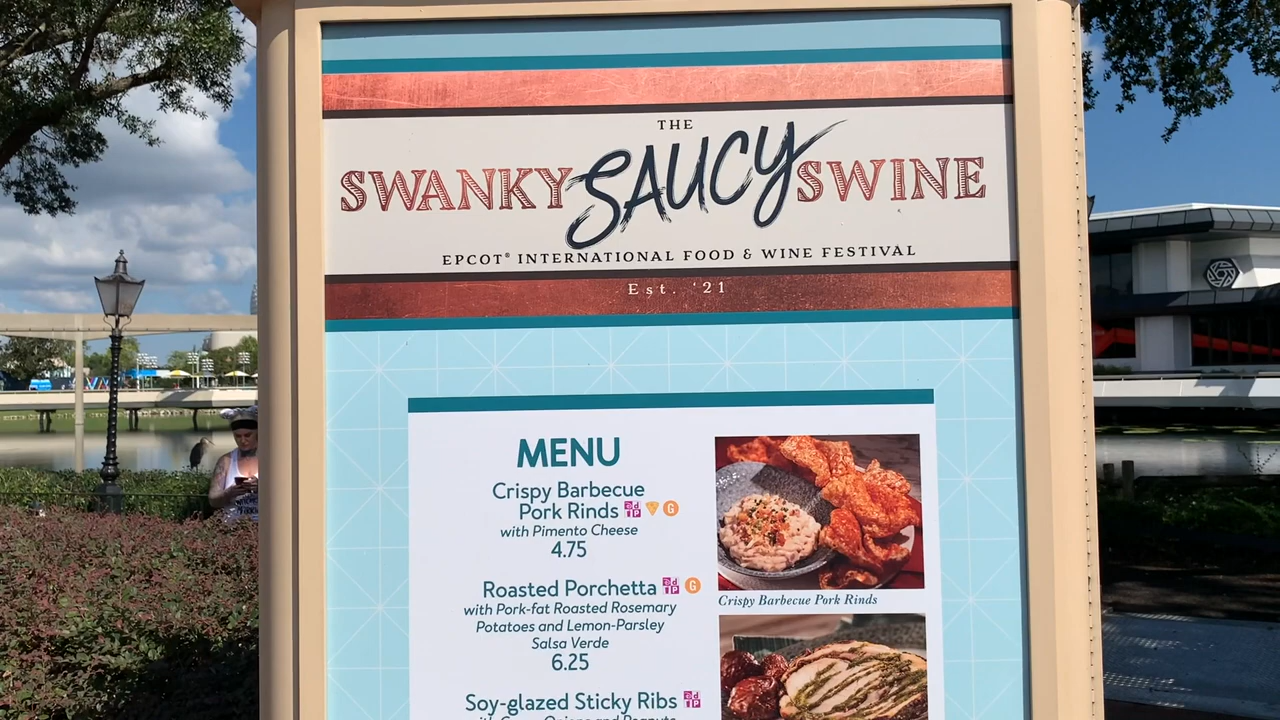 THE
SWANKY SAUCY SWINE
EPCOT® INTERNATIONAL FOOD & WINE FESTIVAL
Est. '21
MENU
Crispy Barbecue
Pork Rinds G
with Pimento Cheese
4.75
Crispy Barbecue Pork Rinds
Roasted Porchetta G
with Pork-fat Roasted Rosemary
Potatoes and Lemon-Parsley
Salsa Verde
6.25
Soy-glazed Sticky Ribs